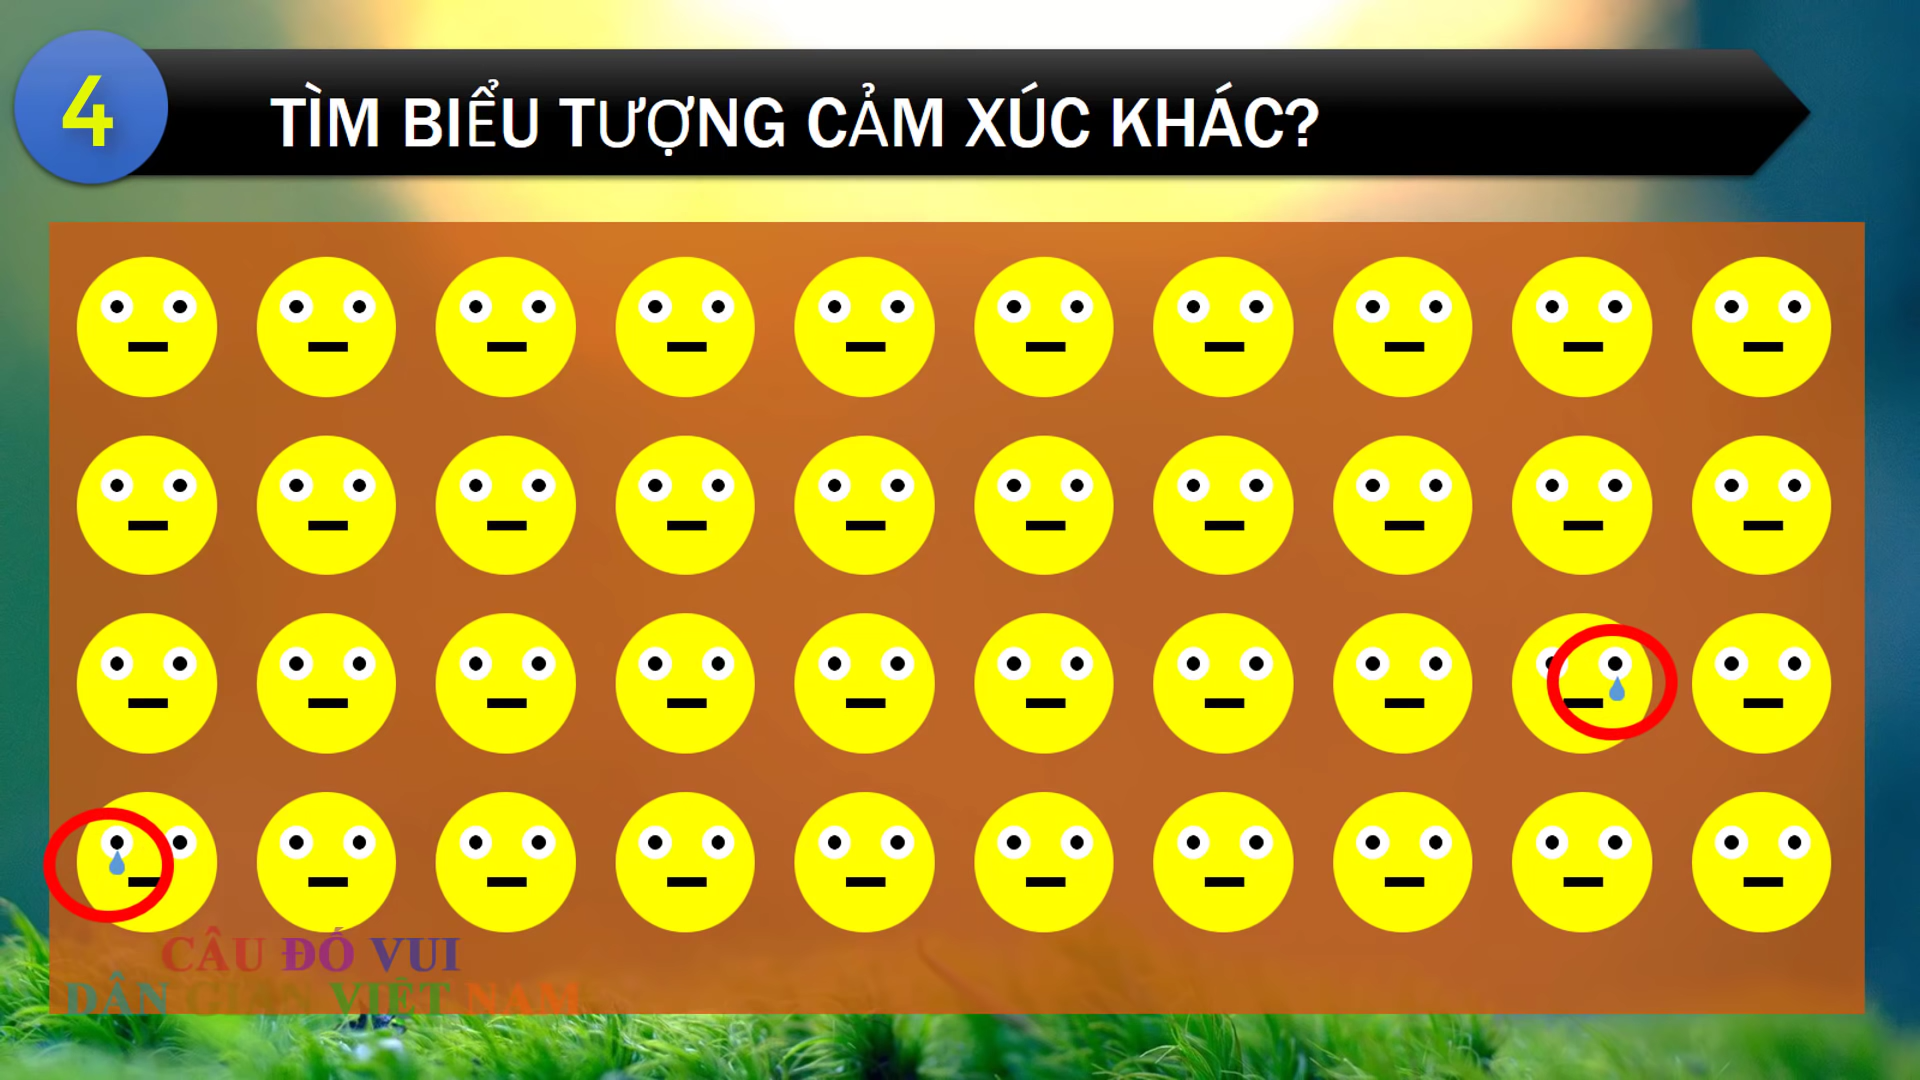 4
TÌM BIỂU TƯỢNG CẢM XÚC KHÁC?
CÂU ĐỐ VUI
DÂN GIAN VIỆT NAM